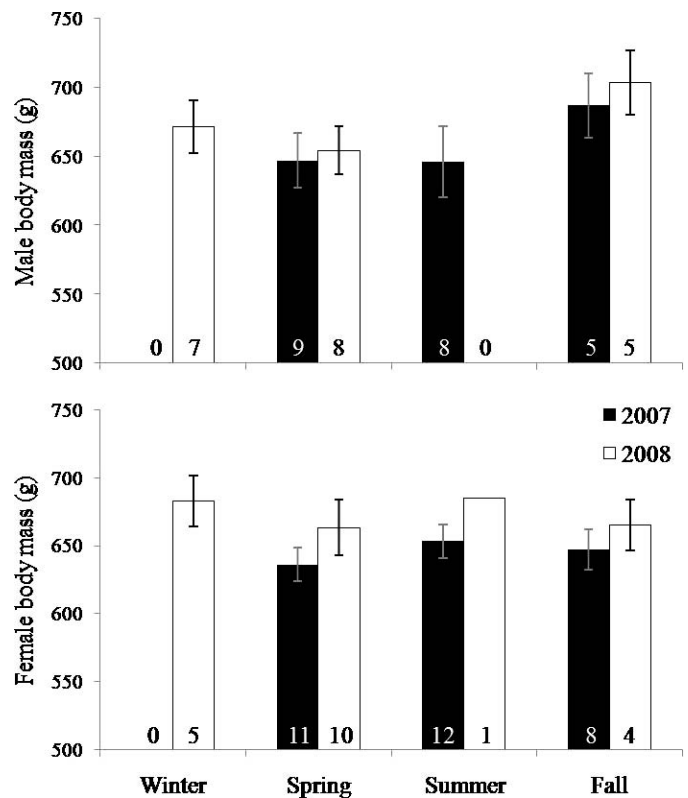 750
700
650
600
550
500
Male body mass (g)
0 7 9 8 8 0 5 5
750
700
650
600
550
500
Female body mass (g)
2007
2008
0 5 11 10 12 1 8 4
Winter Spring Summer Fall